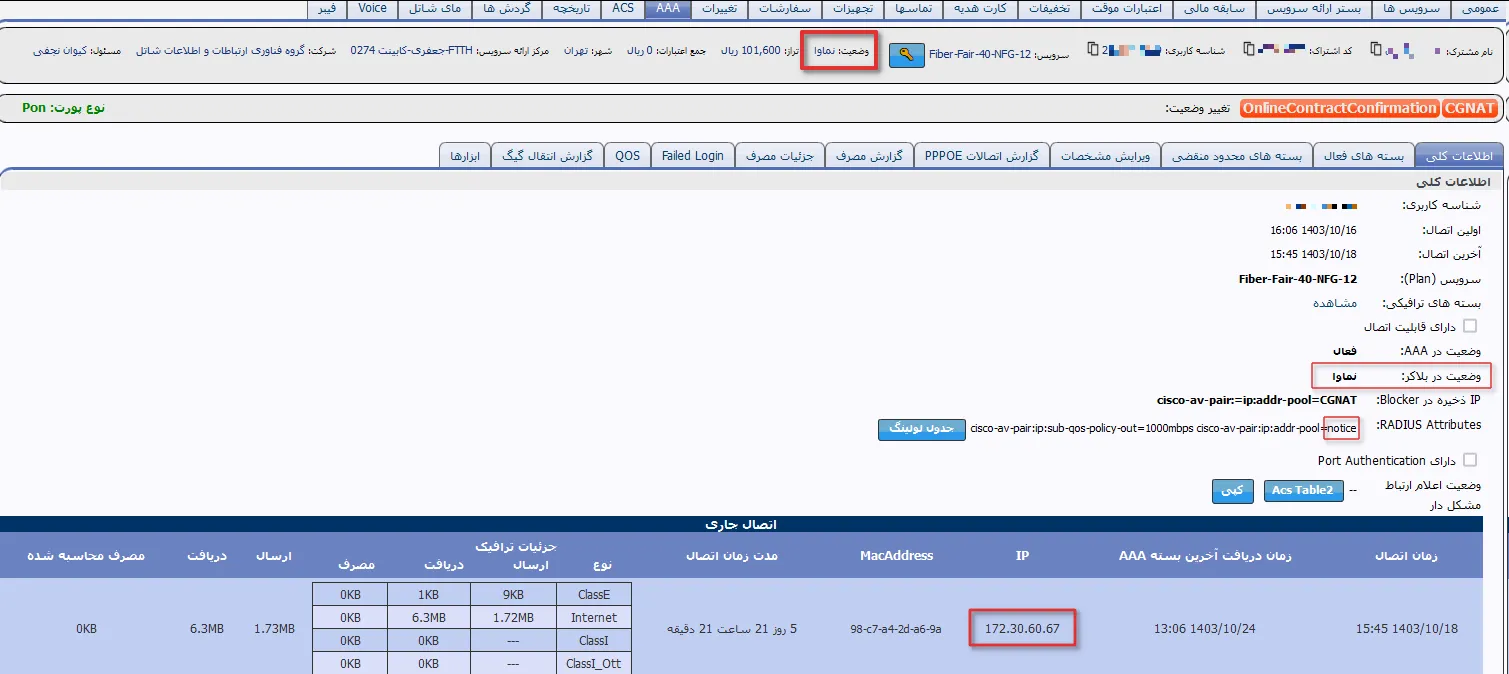 عمومی سرویس ها بستر ارائه سرویس سابقه مالی اعتبارات موقت تخفیفات کارت هدیه تماسها تجهیزات سفارشات تغییرات AAA ACS تاریخچه گردش ها مای شاتل Voice فیبر
نام مشترک: کد اشتراک: شناسه کاربری: 2 سرویس: Fiber-Fair-40-NFG-12 وضعیت: نماوا تراز: 101,600 ریال جمع اعتبارات: 0 ریال شهر: تهران مرکز ارائه سرویس: FTTH-جعفری-کابینت 0274 شرکت: گروه فناوری ارتباطات و اطلاعات شاتل مسئول: کیوان نجفی
CGNAT OnlineContractConfirmation تغییر وضعیت: نوع پورت: Pon
اطلاعات کلی بسته های فعال بسته های محدود منقضی ویرایش مشخصات گزارش اتصالات PPPOE گزارش مصرف جزئیات مصرف Failed Login QOS گزارش انتقال گیگ ابزارها
اطلاعات کلی
شناسه کاربری:
اولین اتصال: 1403/10/16 16:06
آخرین اتصال: 1403/10/18 15:45
سرویس (Plan): Fiber-Fair-40-NFG-12
بسته های ترافیکی: مشاهده
دارای قابلیت اتصال
وضعیت در AAA: فعال
وضعیت در بلاکر: نماوا
IP ذخیره در Blocker: cisco-av-pair:=ip:addr-pool=CGNAT
RADIUS Attributes: cisco-av-pair:ip:sub-qos-policy-out=1000mbps cisco-av-pair:ip:addr-pool=notice جدول لولینگ
دارای Port Authentication
وضعیت اعلام ارتباط مشکل دار -- Acs Table2 کپی
اتصال جاری
زمان اتصال زمان دریافت آخرین بسته AAA IP MacAddress مدت زمان اتصال جزئیات ترافیک ارسال دریافت مصرف محاسبه شده
نوع ارسال دریافت مصرف
ClassE 9KB 1KB 0KB
Internet 1.72MB 6.3MB 0KB
ClassI --- 0KB 0KB
ClassI_Ott --- 0KB 0KB
15:45 1403/10/18 13:06 1403/10/24 172.30.60.67 98-c7-a4-2d-a6-9a 5 روز 21 ساعت 21 دقیقه 1.73MB 6.3MB 0KB